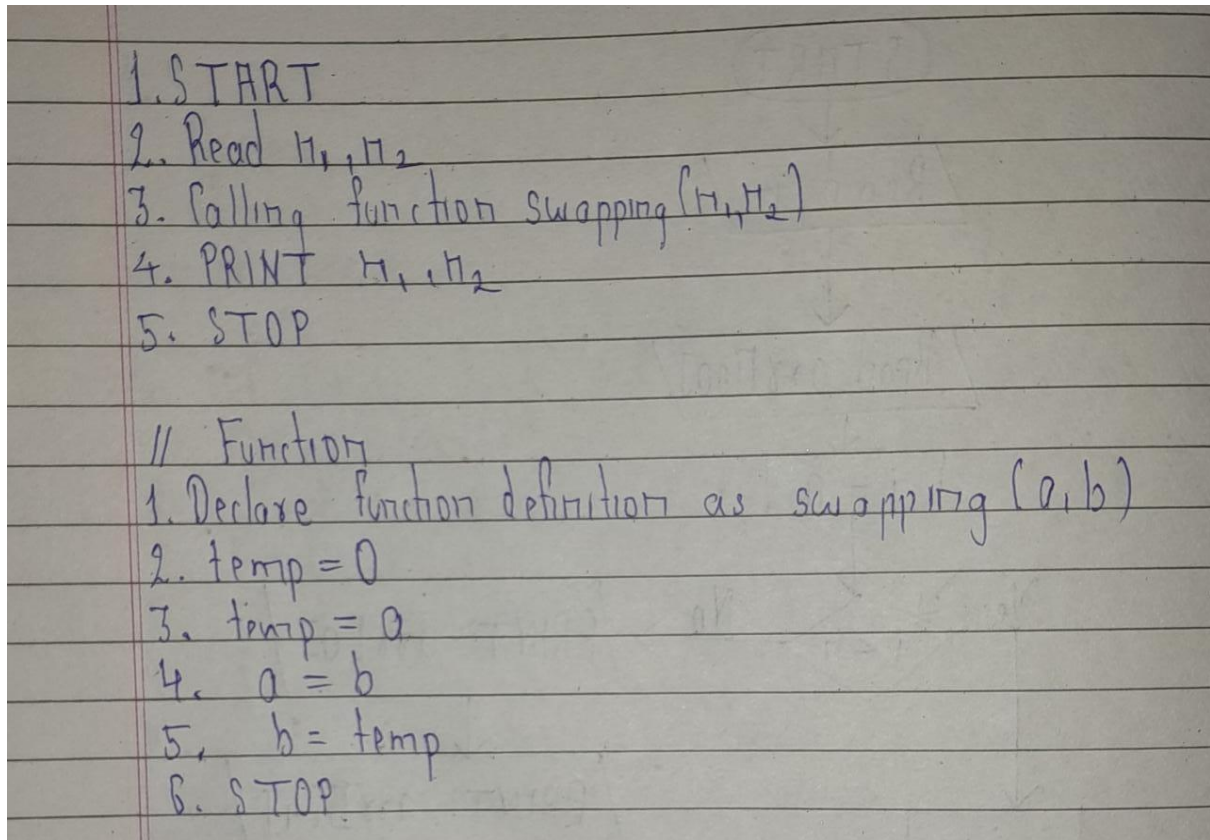 1. START
2. Read n₁, n₂
3. Calling function swapping (n₁, n₂)
4. PRINT n₁, n₂
5. STOP
// Function
1. Declare function definition as swapping (a, b)
2. temp = 0
3. temp = a
4. a = b
5. b = temp
6. STOP